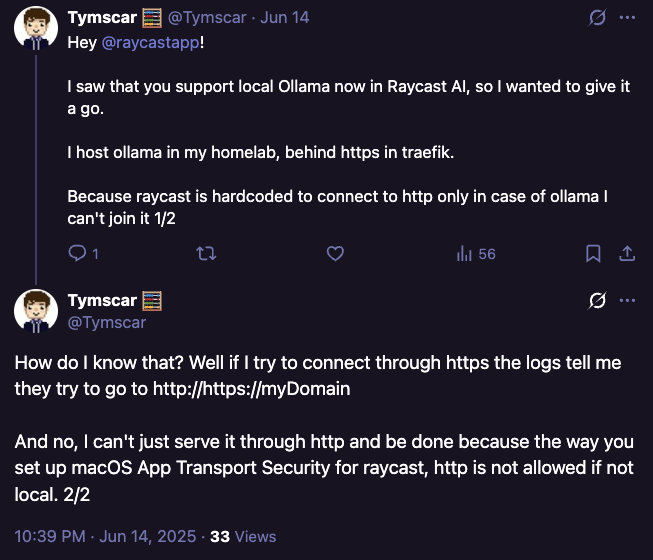 Tymscar 🧮 @Tymscar · Jun 14
Hey @raycastapp!
I saw that you support local Ollama now in Raycast AI, so I wanted to give it
a go.
I host ollama in my homelab, behind https in traefik.
Because raycast is hardcoded to connect to http only in case of ollama I
can't join it 1/2
1 56
Tymscar 🧮
@Tymscar
How do I know that? Well if I try to connect through https the logs tell me
they try to go to http://https://myDomain
And no, I can't just serve it through http and be done because the way you
set up macOS App Transport Security for raycast, http is not allowed if not
local. 2/2
10:39 PM · Jun 14, 2025 · 33 Views